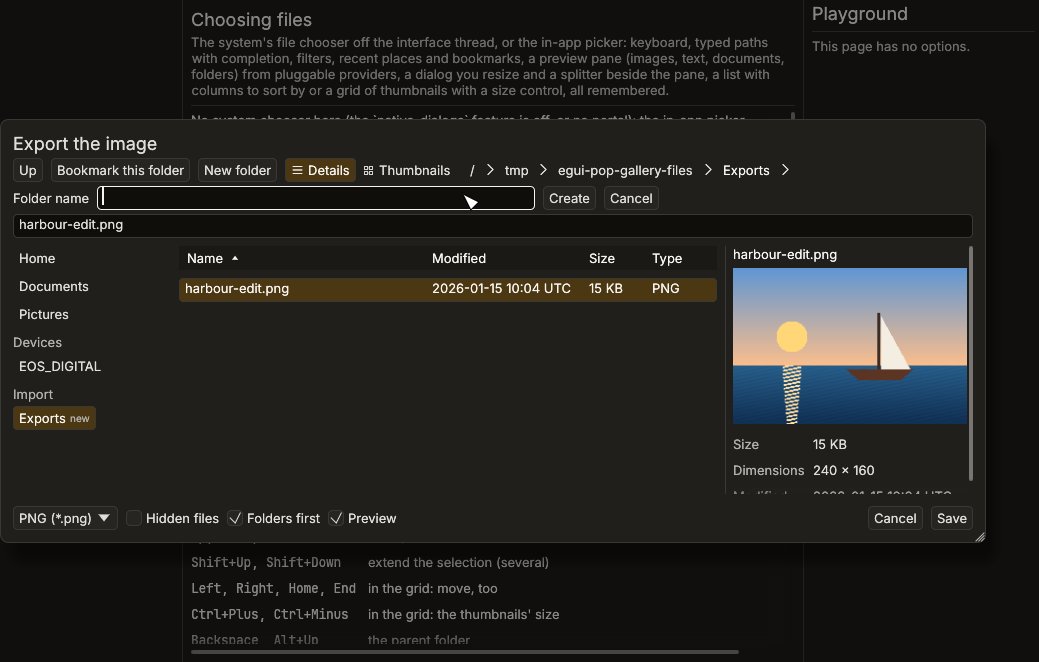 Choosing files
The system's file chooser off the interface thread, or the in-app picker: keyboard, typed paths
with completion, filters, recent places and bookmarks, a preview pane (images, text, documents,
folders) from pluggable providers, a dialog you resize and a splitter beside the pane, a list with
columns to sort by or a grid of thumbnails with a size control, all remembered.
Playground
This page has no options.
Export the image
Up Bookmark this folder New folder Details Thumbnails / tmp egui-pop-gallery-files Exports
Folder name Create Cancel
harbour-edit.png
Home
Documents
Pictures
Devices
EOS_DIGITAL
Import
Exports new
Name Modified Size Type
harbour-edit.png 2026-01-15 10:04 UTC 15 KB PNG
harbour-edit.png
Size 15 KB
Dimensions 240 × 160
PNG (*.png) Hidden files Folders first Preview Cancel Save
Shift+Up, Shift+Down extend the selection (several)
Left, Right, Home, End in the grid: move, too
Ctrl+Plus, Ctrl+Minus in the grid: the thumbnails' size
Backspace Alt+Up the parent folder